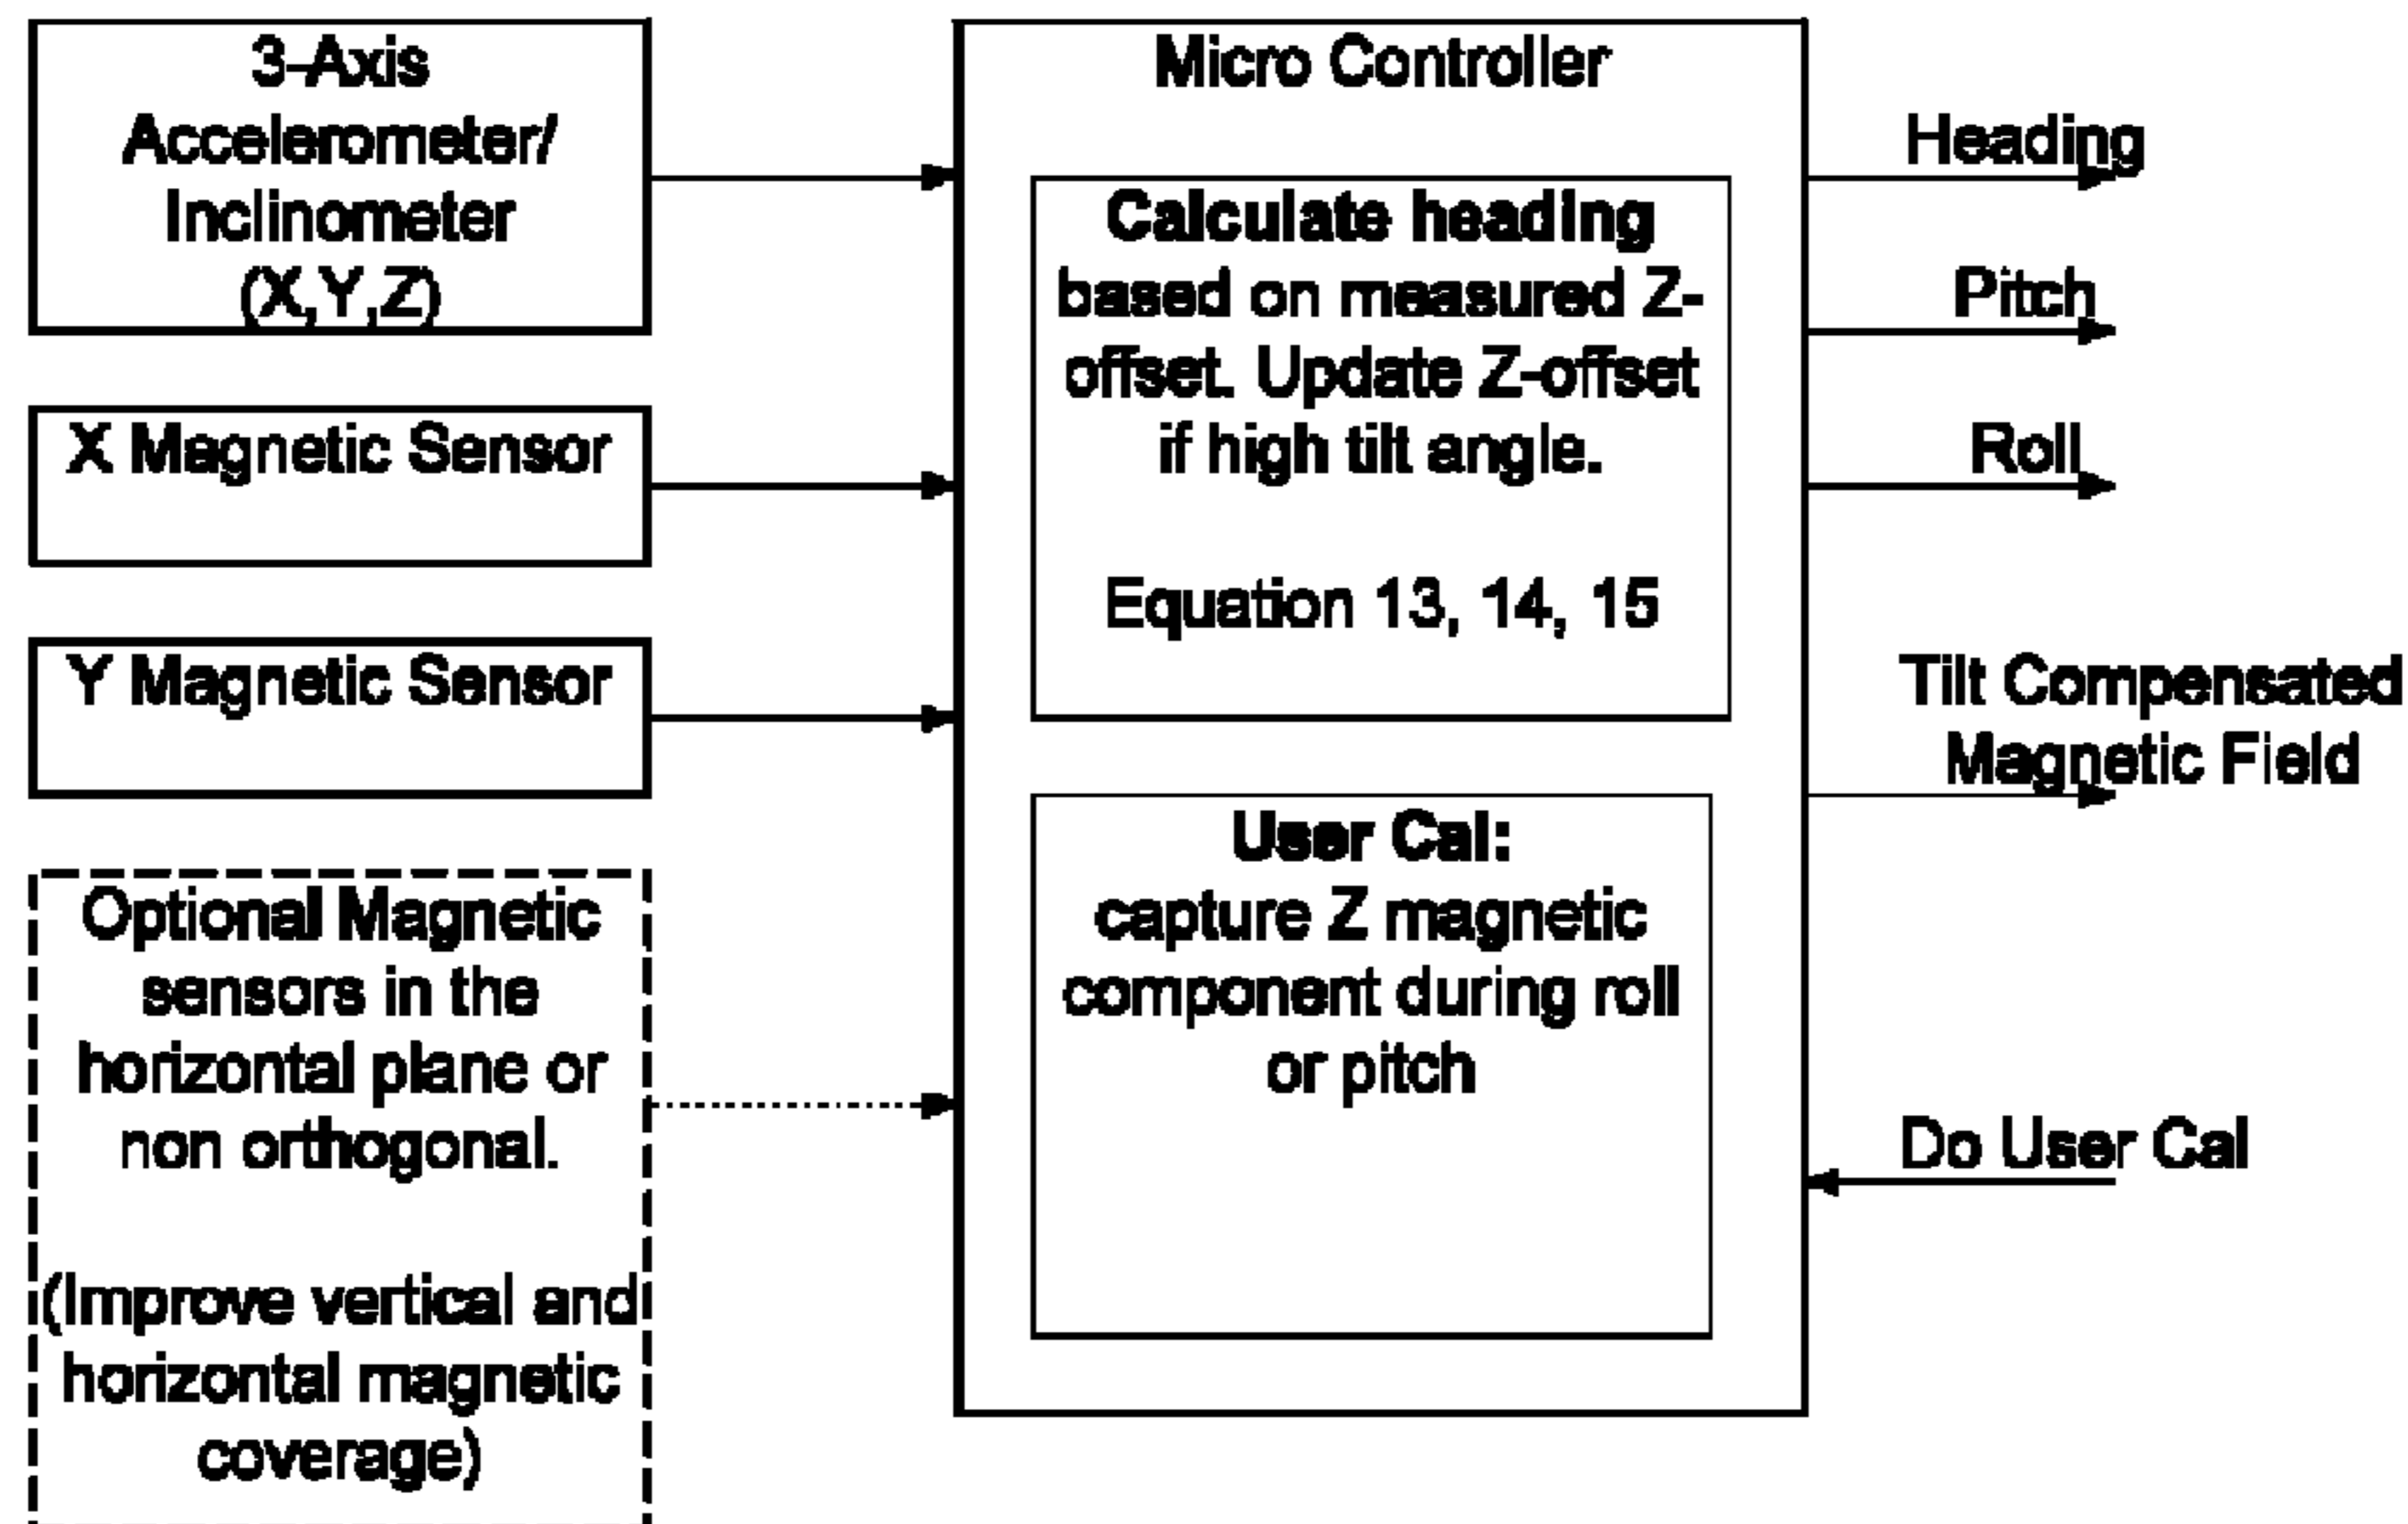 3-Axis
Accelerometer/
Inclinometer
(X,Y,Z)
X Magnetic Sensor
Y Magnetic Sensor
Optional Magnetic
sensors in the
horizontal plane or
non orthogonal.
(Improve vertical and
horizontal magnetic
coverage)
Micro Controller
Calculate heading
based on measured Z-
offset. Update Z-offset
if high tilt angle.
Equation 13, 14, 15
User Cal:
capture Z magnetic
component during roll
or pitch
Heading
Pitch
Roll
Tilt Compensated
Magnetic Field
Do User Cal